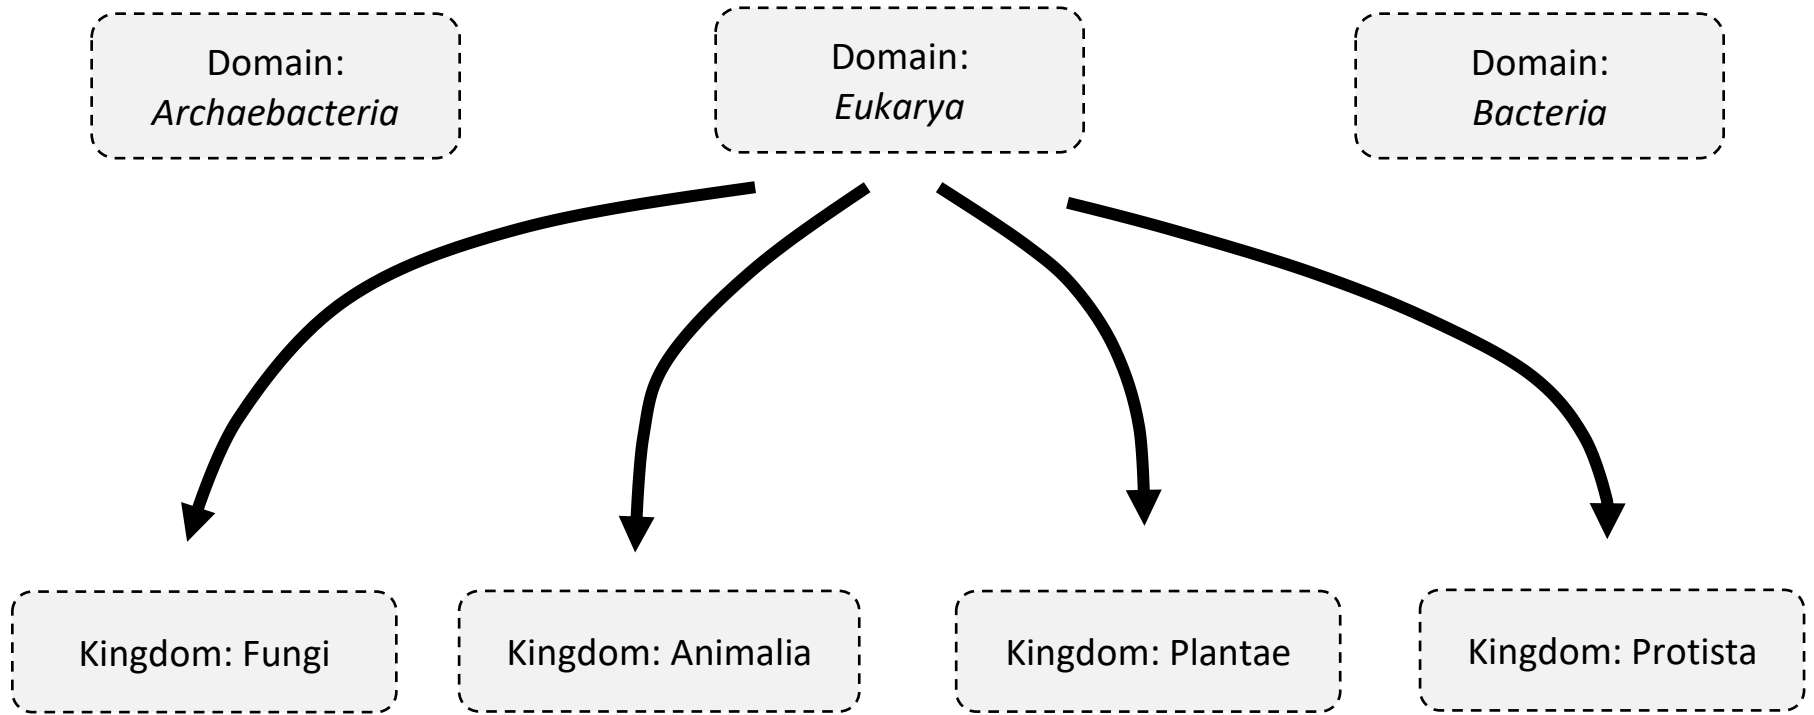 Domain:
Archaebacteria
Domain:
Eukarya
Domain:
Bacteria
Kingdom: Fungi
Kingdom: Animalia
Kingdom: Plantae
Kingdom: Protista